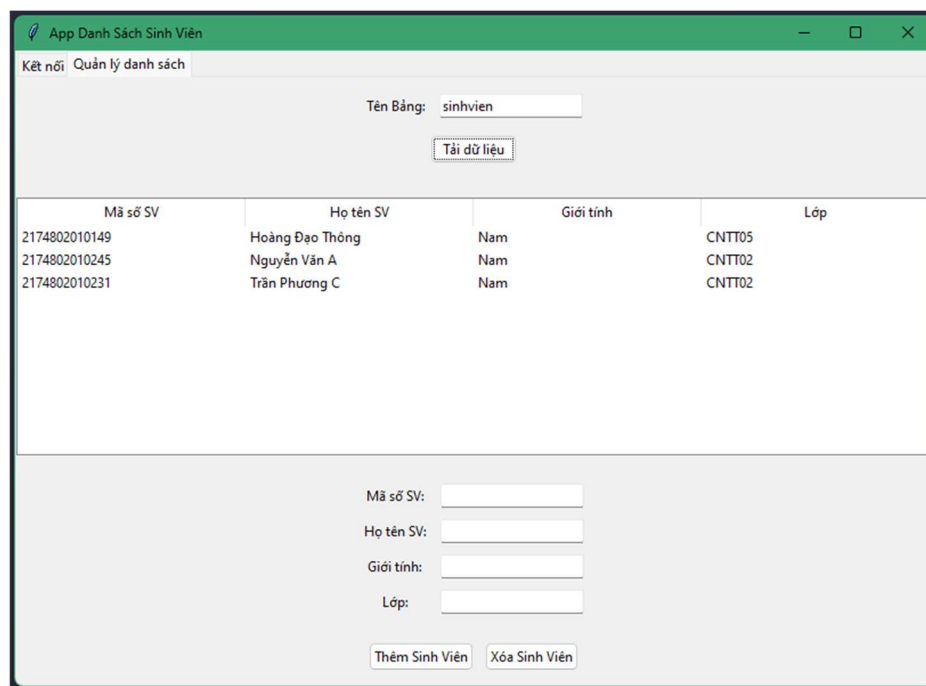 App Danh Sách Sinh Viên
Kết nối Quản lý danh sách
Tên Bảng: sinhvien
Tải dữ liệu
Mã số SV Họ tên SV Giới tính Lớp
2174802010149 Hoàng Đạo Thông Nam CNTT05
2174802010245 Nguyễn Văn A Nam CNTT02
2174802010231 Trần Phương C Nam CNTT02
Mã số SV:
Họ tên SV:
Giới tính:
Lớp:
Thêm Sinh Viên Xóa Sinh Viên